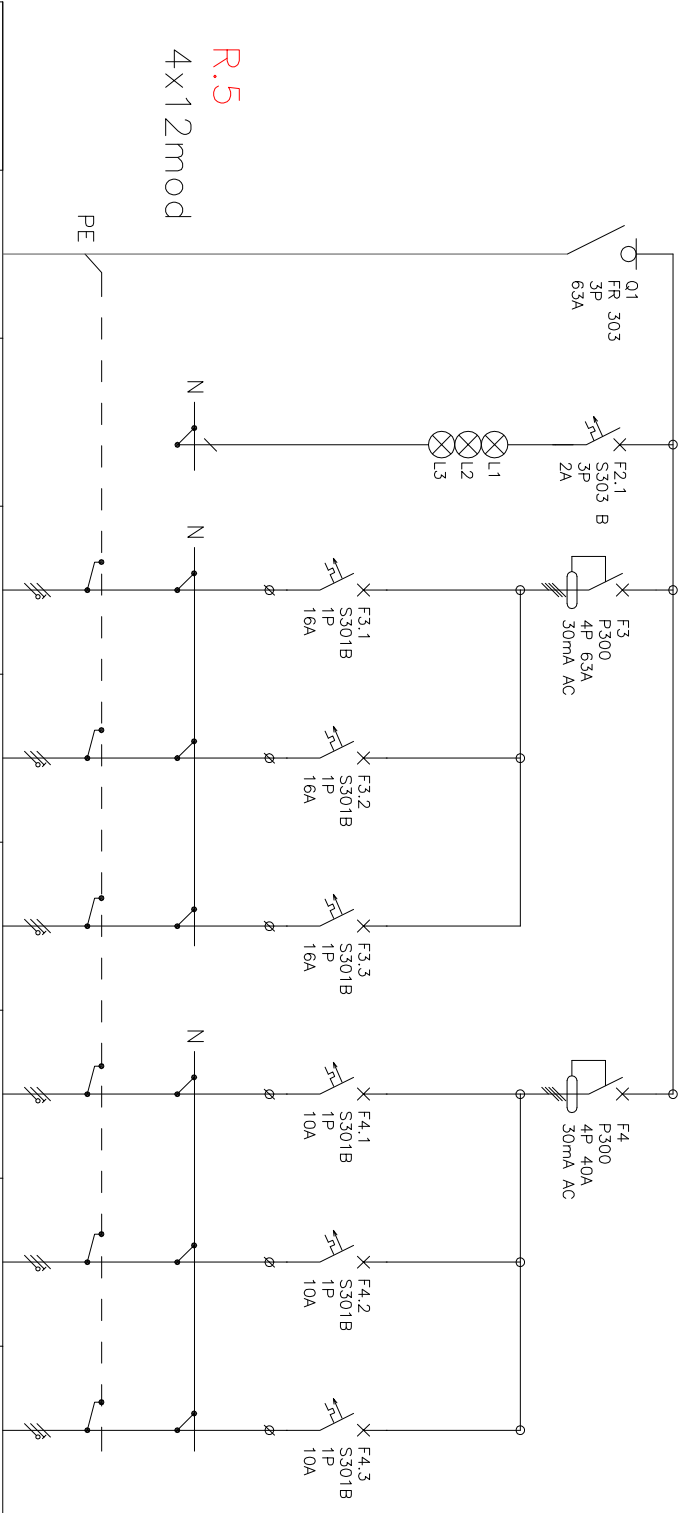 R.5
4x12mod
PE
Q1
FR 303
3P
63A
N
L1
L2
L3
F2.1
S303 B
3P
2A
F3
P300
4P 63A
30mA AC
N
F3.1
S301B
1P
16A
F3.2
S301B
1P
16A
F3.3
S301B
1P
16A
F4
P300
4P 40A
30mA AC
N
F4.1
S301B
1P
10A
F4.2
S301B
1P
10A
F4.3
S301B
1P
10A